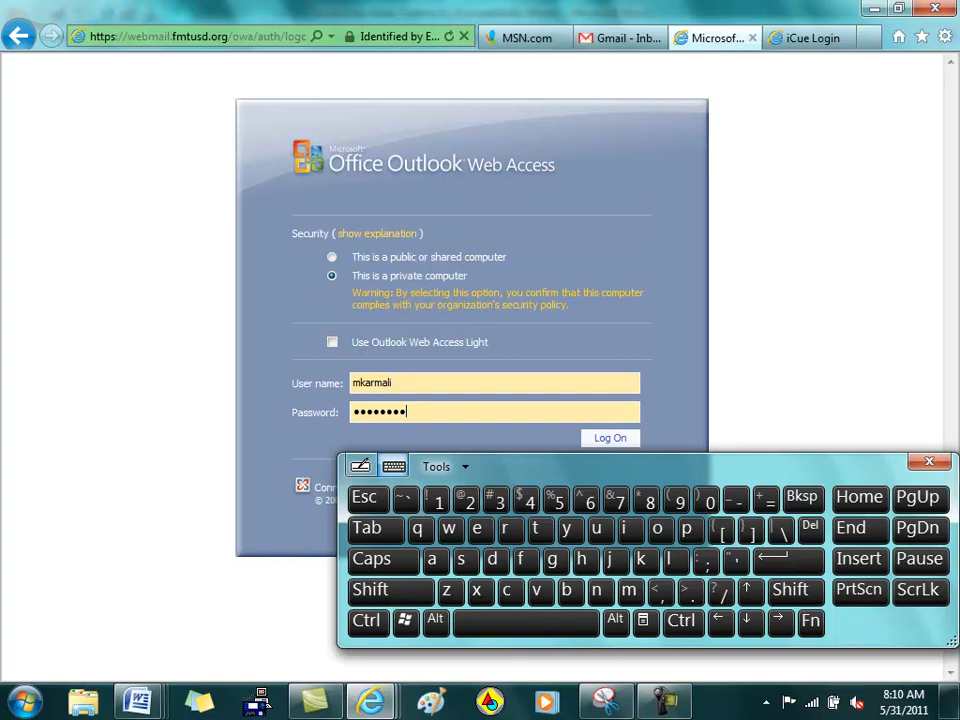 https://webmail.fmtusd.org/owa/auth/logc
Identified by E...
MSN.com
Gmail - Inb...
Microsof...
iCue Login
Microsoft
Office Outlook Web Access
Security ( show explanation )
This is a public or shared computer
This is a private computer
Warning: By selecting this option, you confirm that this computer
complies with your organization's security policy.
Use Outlook Web Access Light
User name: mkarmali
Password: ••••••••
Log On
Conn
© 20
Tools
Esc ~ ` ! 1 @ 2 # 3 $ 4 % 5 ^ 6 & 7 * 8 ( 9 ) 0 _ - + = Bksp Home PgUp
Tab q w e r t y u i o p { [ } ] | \ Del End PgDn
Caps a s d f g h j k l : ; " ' Insert Pause
Shift z x c v b n m < , > . ? / ↑ Shift PrtScn ScrLk
Ctrl Alt Alt Ctrl ← ↓ → Fn
8:10 AM
5/31/2011